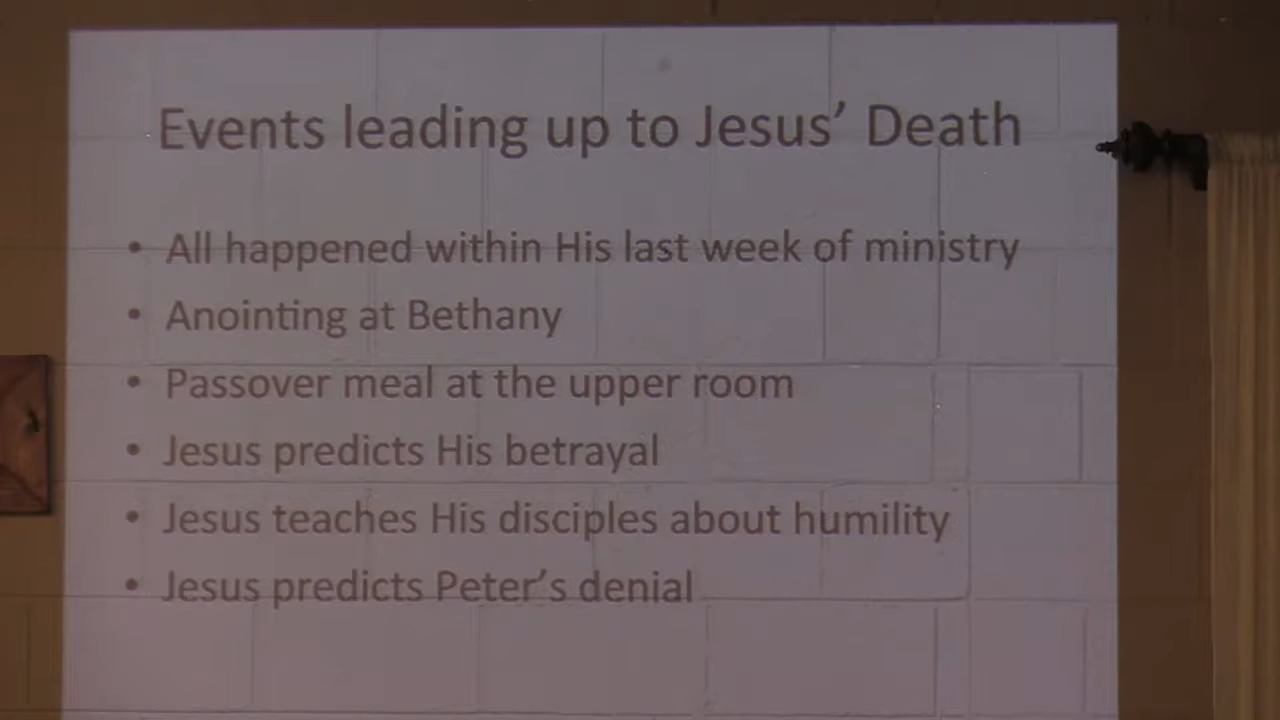 Events leading up to Jesus’ Death
• All happened within His last week of ministry
• Anointing at Bethany
• Passover meal at the upper room
• Jesus predicts His betrayal
• Jesus teaches His disciples about humility
• Jesus predicts Peter’s denial